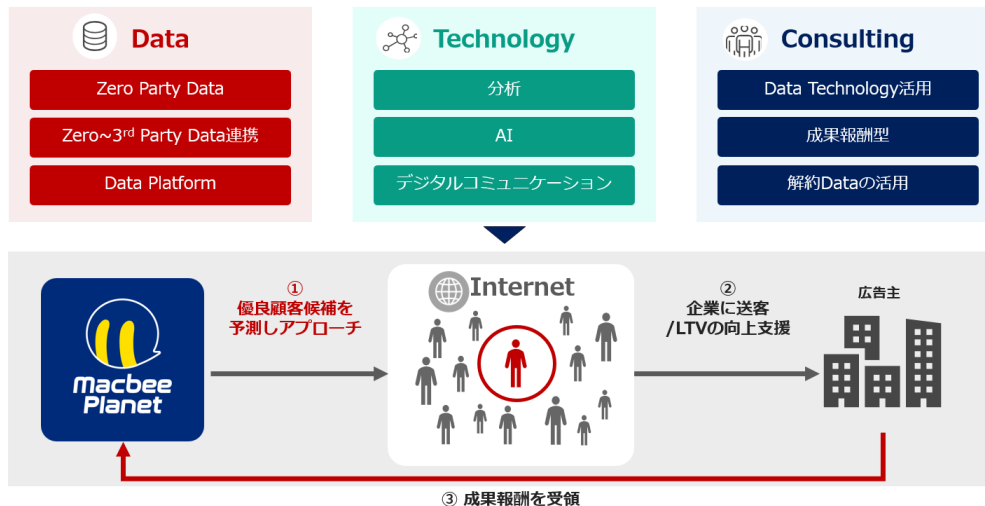 Data
Zero Party Data
Zero~3rd Party Data連携
Data Platform
Technology
分析
AI
デジタルコミュニケーション
Consulting
Data Technology活用
成果報酬型
解約Dataの活用
Macbee
Planet
①
優良顧客候補を
予測しアプローチ
Internet
②
企業に送客
/LTVの向上支援
広告主
③ 成果報酬を受領